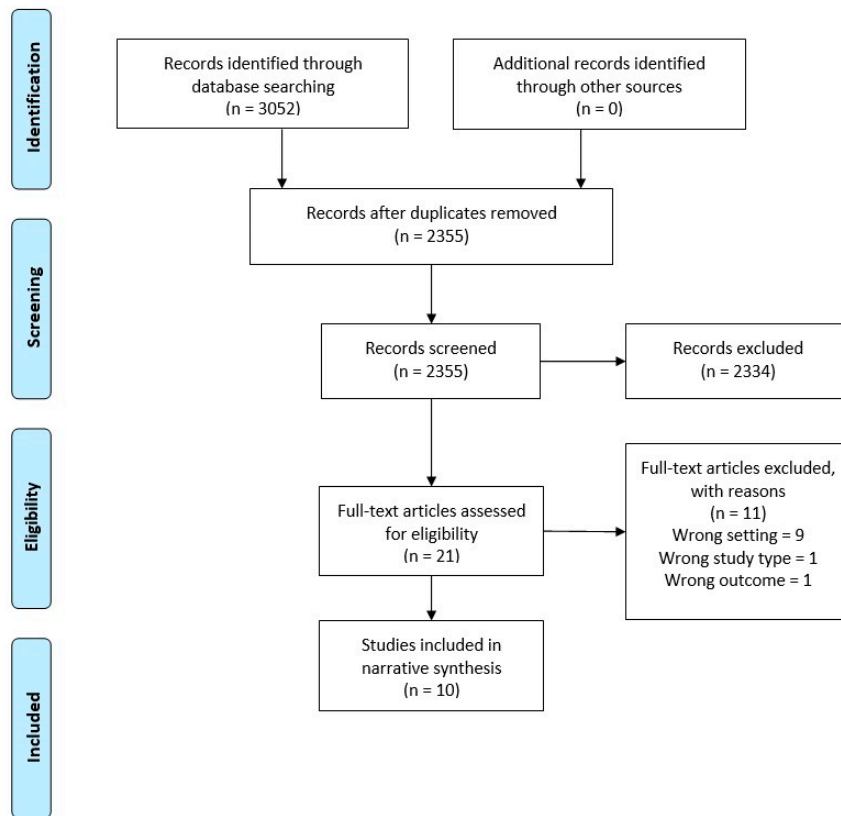 Identification
Records identified through
database searching
(n = 3052)
Additional records identified
through other sources
(n = 0)
Records after duplicates removed
(n = 2355)
Screening
Records screened
(n = 2355)
Records excluded
(n = 2334)
Eligibility
Full-text articles assessed
for eligibility
(n = 21)
Full-text articles excluded,
with reasons
(n = 11)
Wrong setting = 9
Wrong study type = 1
Wrong outcome = 1
Included
Studies included in
narrative synthesis
(n = 10)